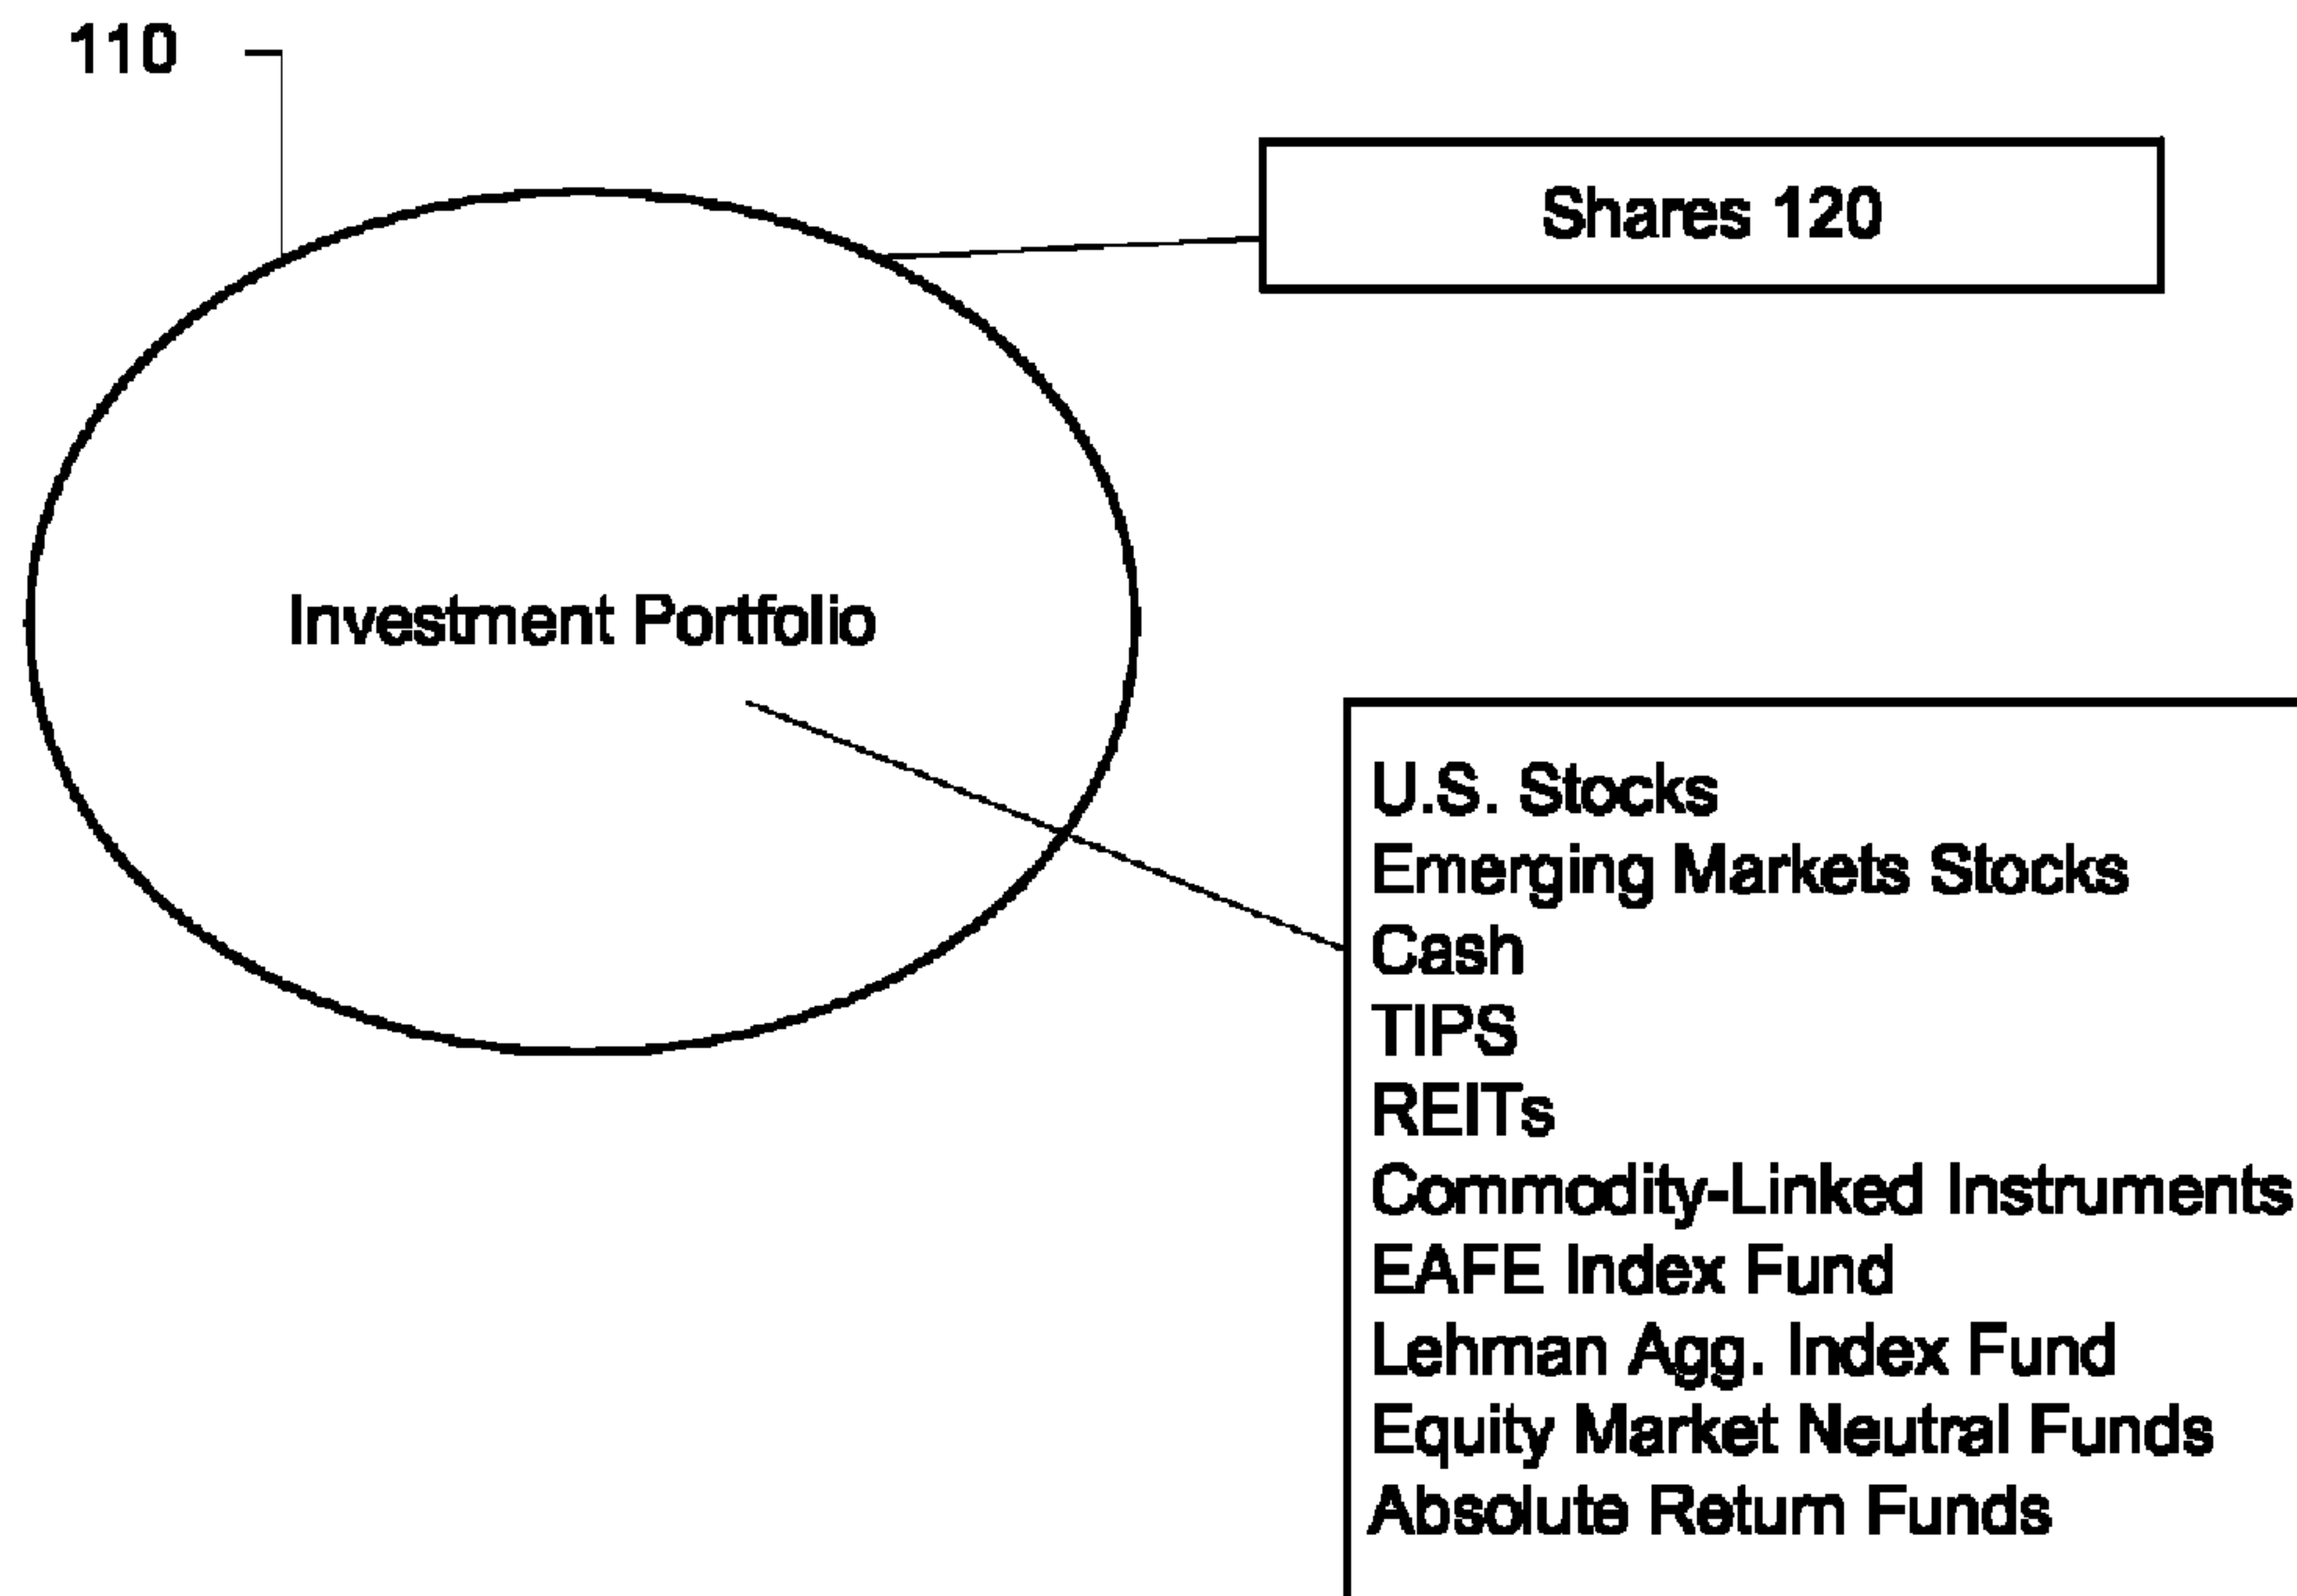 110
Shares 120
Investment Portfolio
U.S. Stocks
Emerging Markets Stocks
Cash
TIPS
REITs
Commodity-Linked Instruments
EAFE Index Fund
Lehman Agg. Index Fund
Equity Market Neutral Funds
Absolute Return Funds